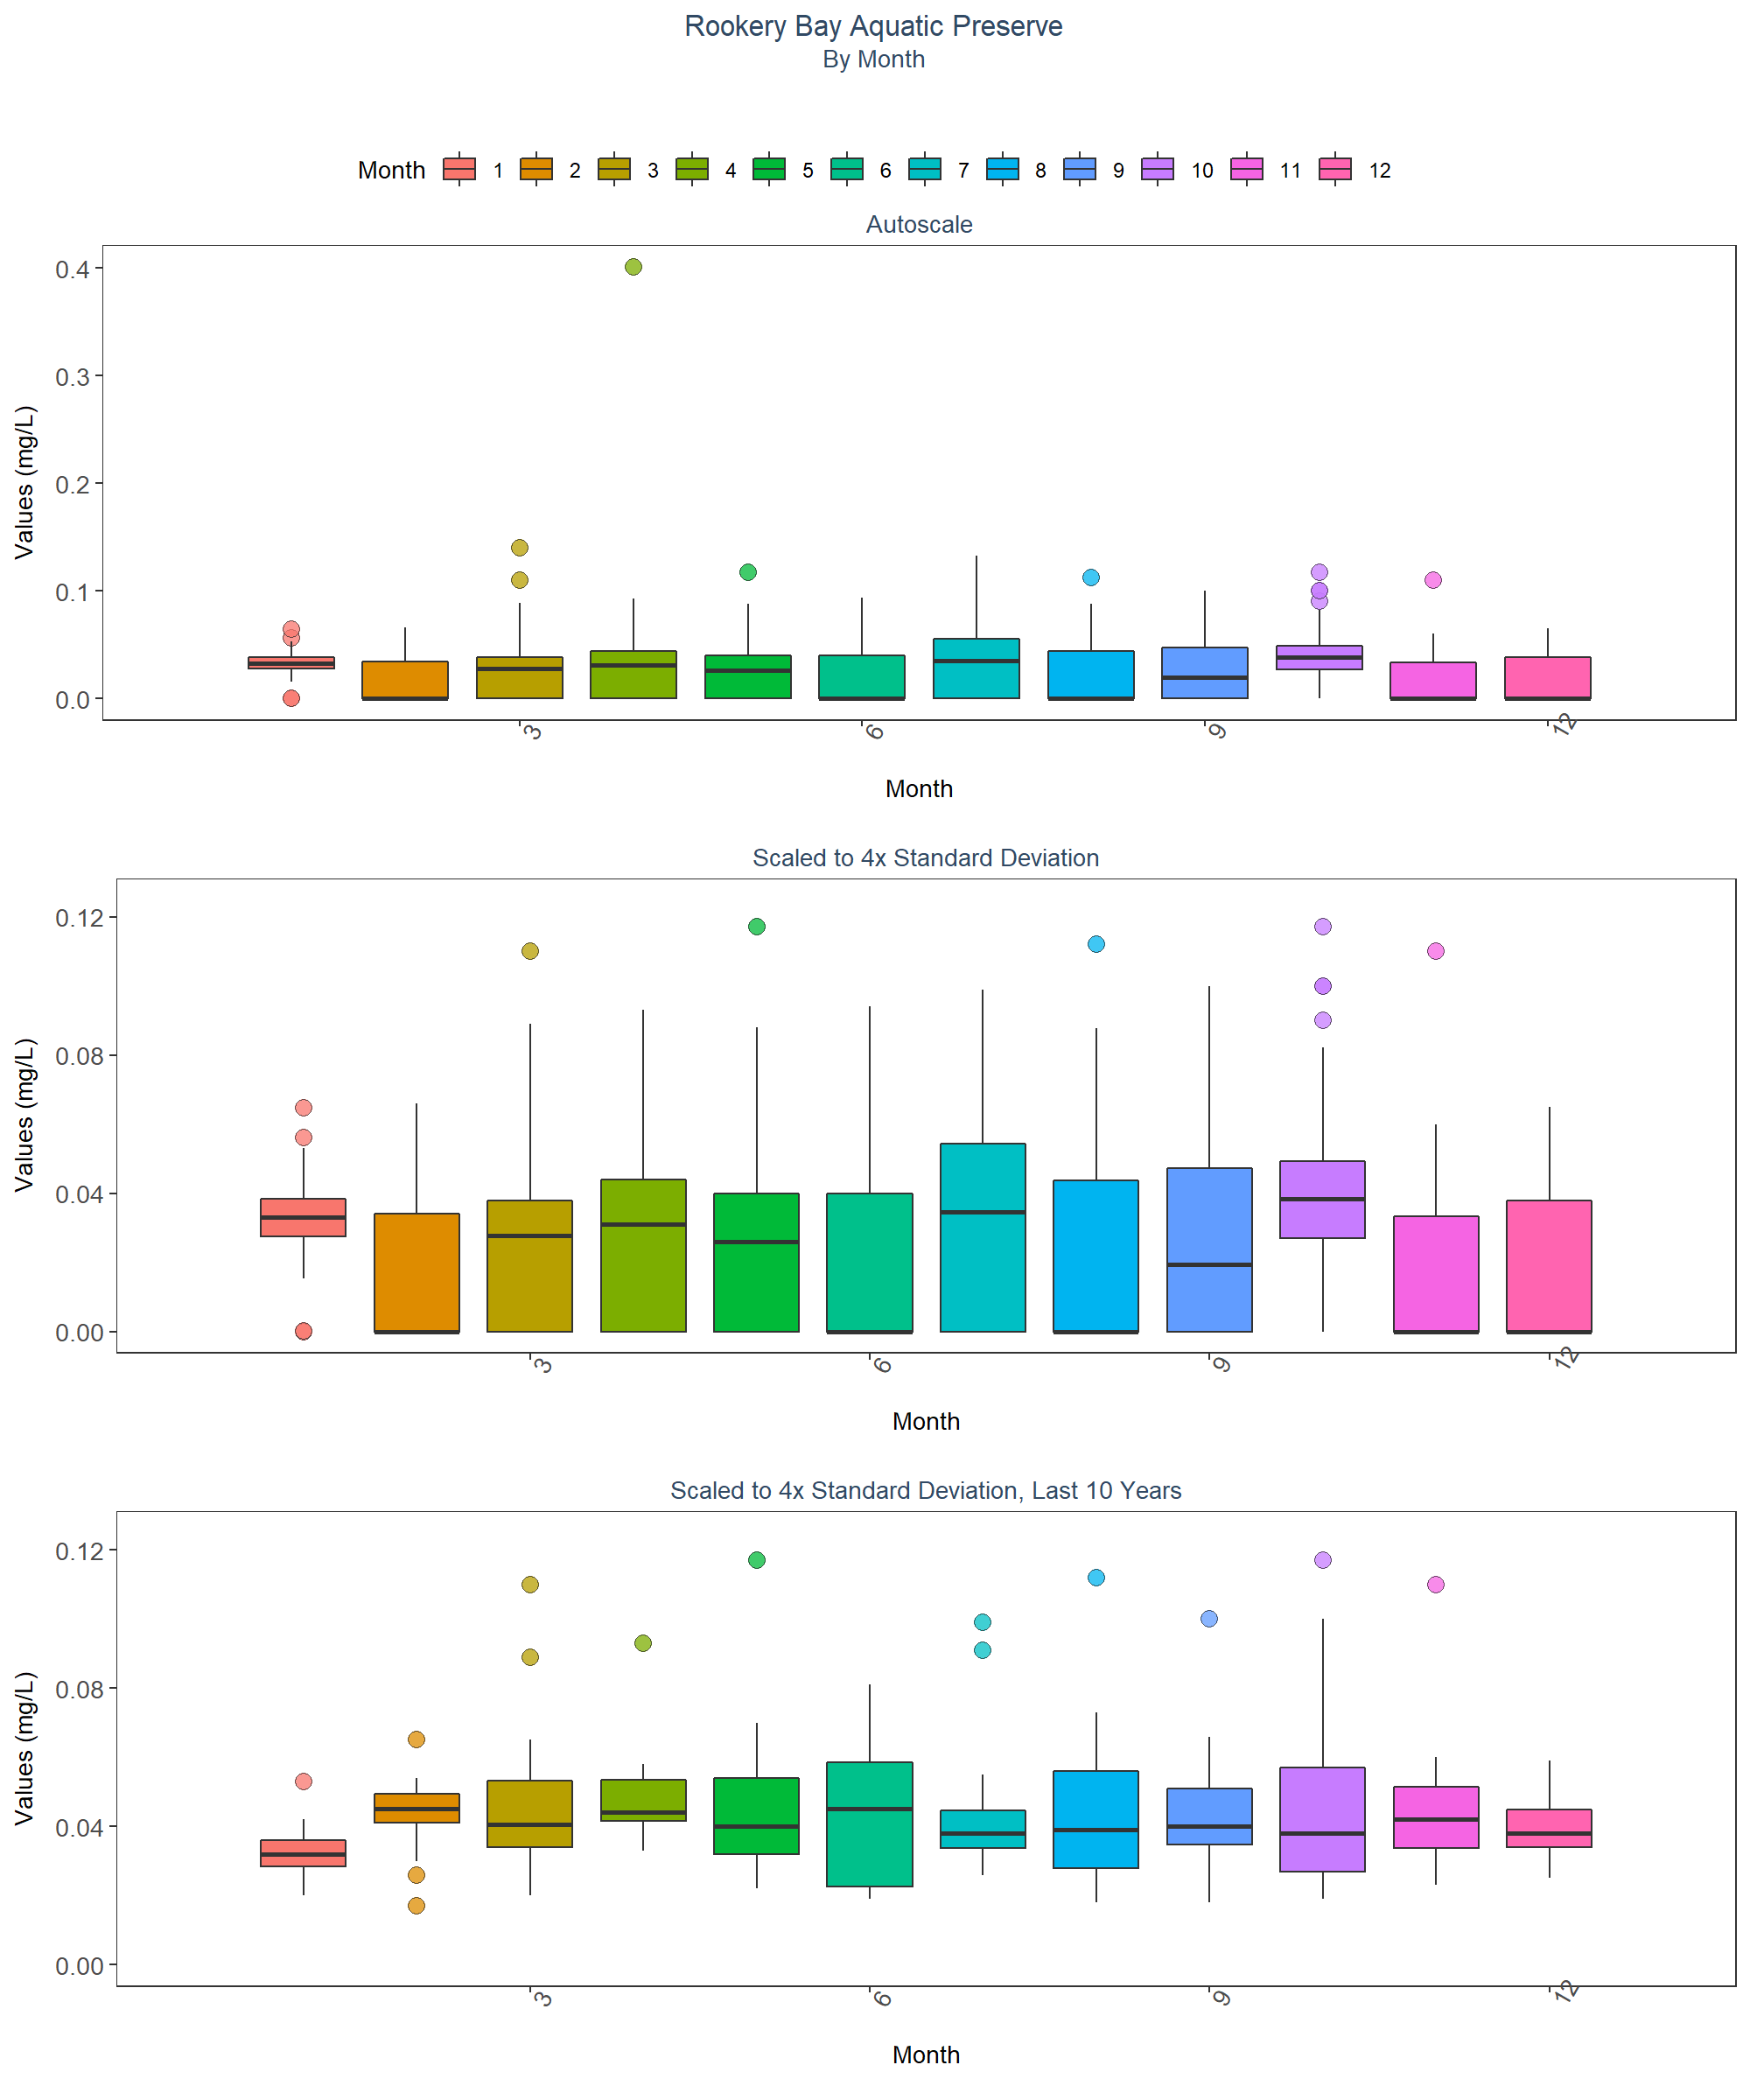 Rookery Bay Aquatic Preserve
By Month
Month 1 2 3 4 5 6 7 8 9 10 11 12
Autoscale
Values (mg/L)
0.4
0.3
0.2
0.1
0.0
3 6 9 12
Month
Scaled to 4x Standard Deviation
Values (mg/L)
0.12
0.08
0.04
0.00
3 6 9 12
Month
Scaled to 4x Standard Deviation, Last 10 Years
Values (mg/L)
0.12
0.08
0.04
0.00
3 6 9 12
Month